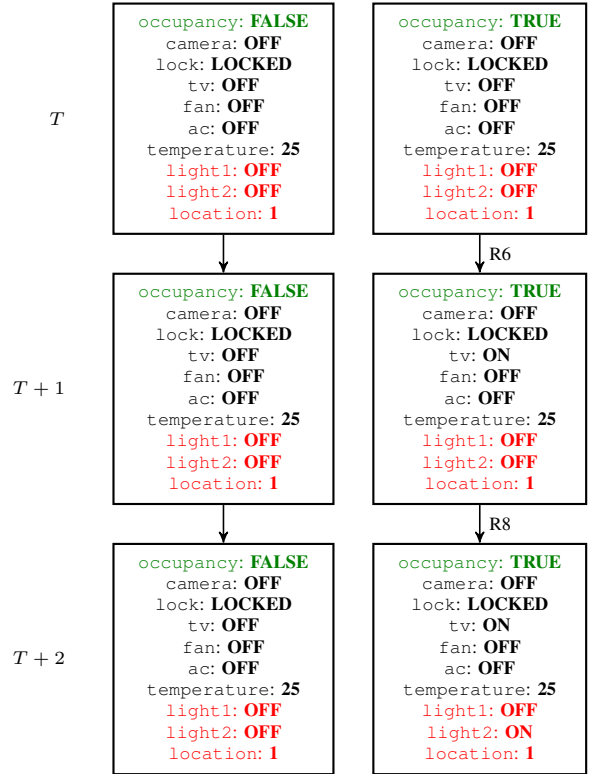 T
occupancy: FALSE
camera: OFF
lock: LOCKED
tv: OFF
fan: OFF
ac: OFF
temperature: 25
light1: OFF
light2: OFF
location: 1
occupancy: TRUE
camera: OFF
lock: LOCKED
tv: OFF
fan: OFF
ac: OFF
temperature: 25
light1: OFF
light2: OFF
location: 1
R6
T + 1
occupancy: FALSE
camera: OFF
lock: LOCKED
tv: OFF
fan: OFF
ac: OFF
temperature: 25
light1: OFF
light2: OFF
location: 1
occupancy: TRUE
camera: OFF
lock: LOCKED
tv: ON
fan: OFF
ac: OFF
temperature: 25
light1: OFF
light2: OFF
location: 1
R8
T + 2
occupancy: FALSE
camera: OFF
lock: LOCKED
tv: OFF
fan: OFF
ac: OFF
temperature: 25
light1: OFF
light2: OFF
location: 1
occupancy: TRUE
camera: OFF
lock: LOCKED
tv: ON
fan: OFF
ac: OFF
temperature: 25
light1: OFF
light2: ON
location: 1